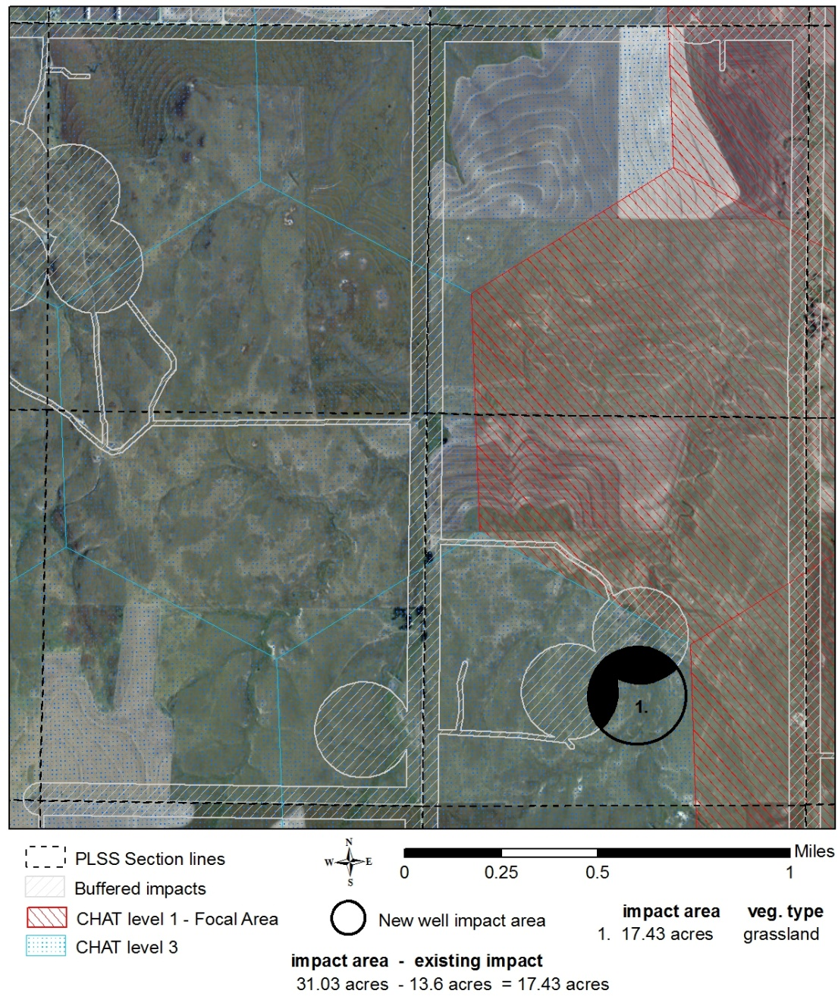 1.
PLSS Section lines
Buffered impacts
CHAT level 1 - Focal Area
CHAT level 3
N
W E
S
New well impact area
0 0.25 0.5 1
Miles
impact area veg. type
1. 17.43 acres grassland
impact area - existing impact
31.03 acres - 13.6 acres = 17.43 acres